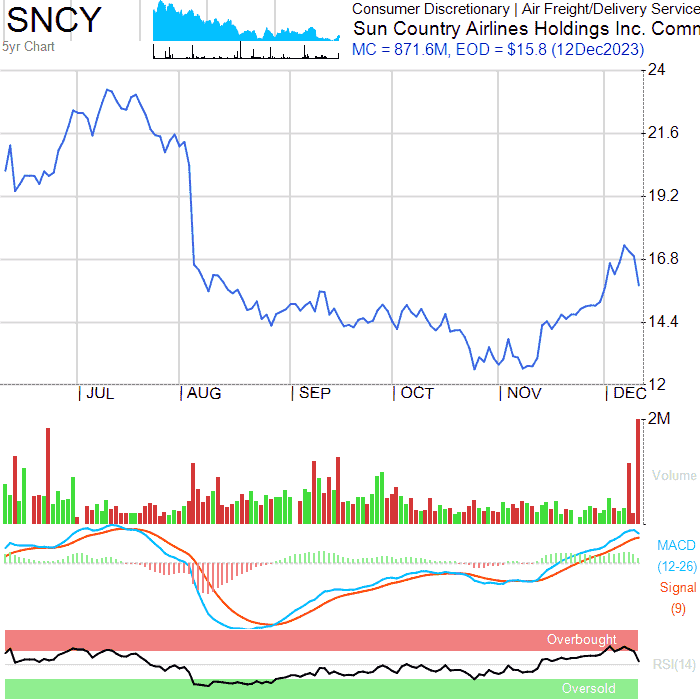 SNCY
5yr Chart
Consumer Discretionary | Air Freight/Delivery Service
Sun Country Airlines Holdings Inc. Comm
MC = 871.6M, EOD = $15.8 (12Dec2023)
24
21.6
19.2
16.8
14.4
12
JUL AUG SEP OCT NOV DEC
2M
Volume
MACD
(12-26)
Signal
(9)
Overbought
RSI(14)
Oversold